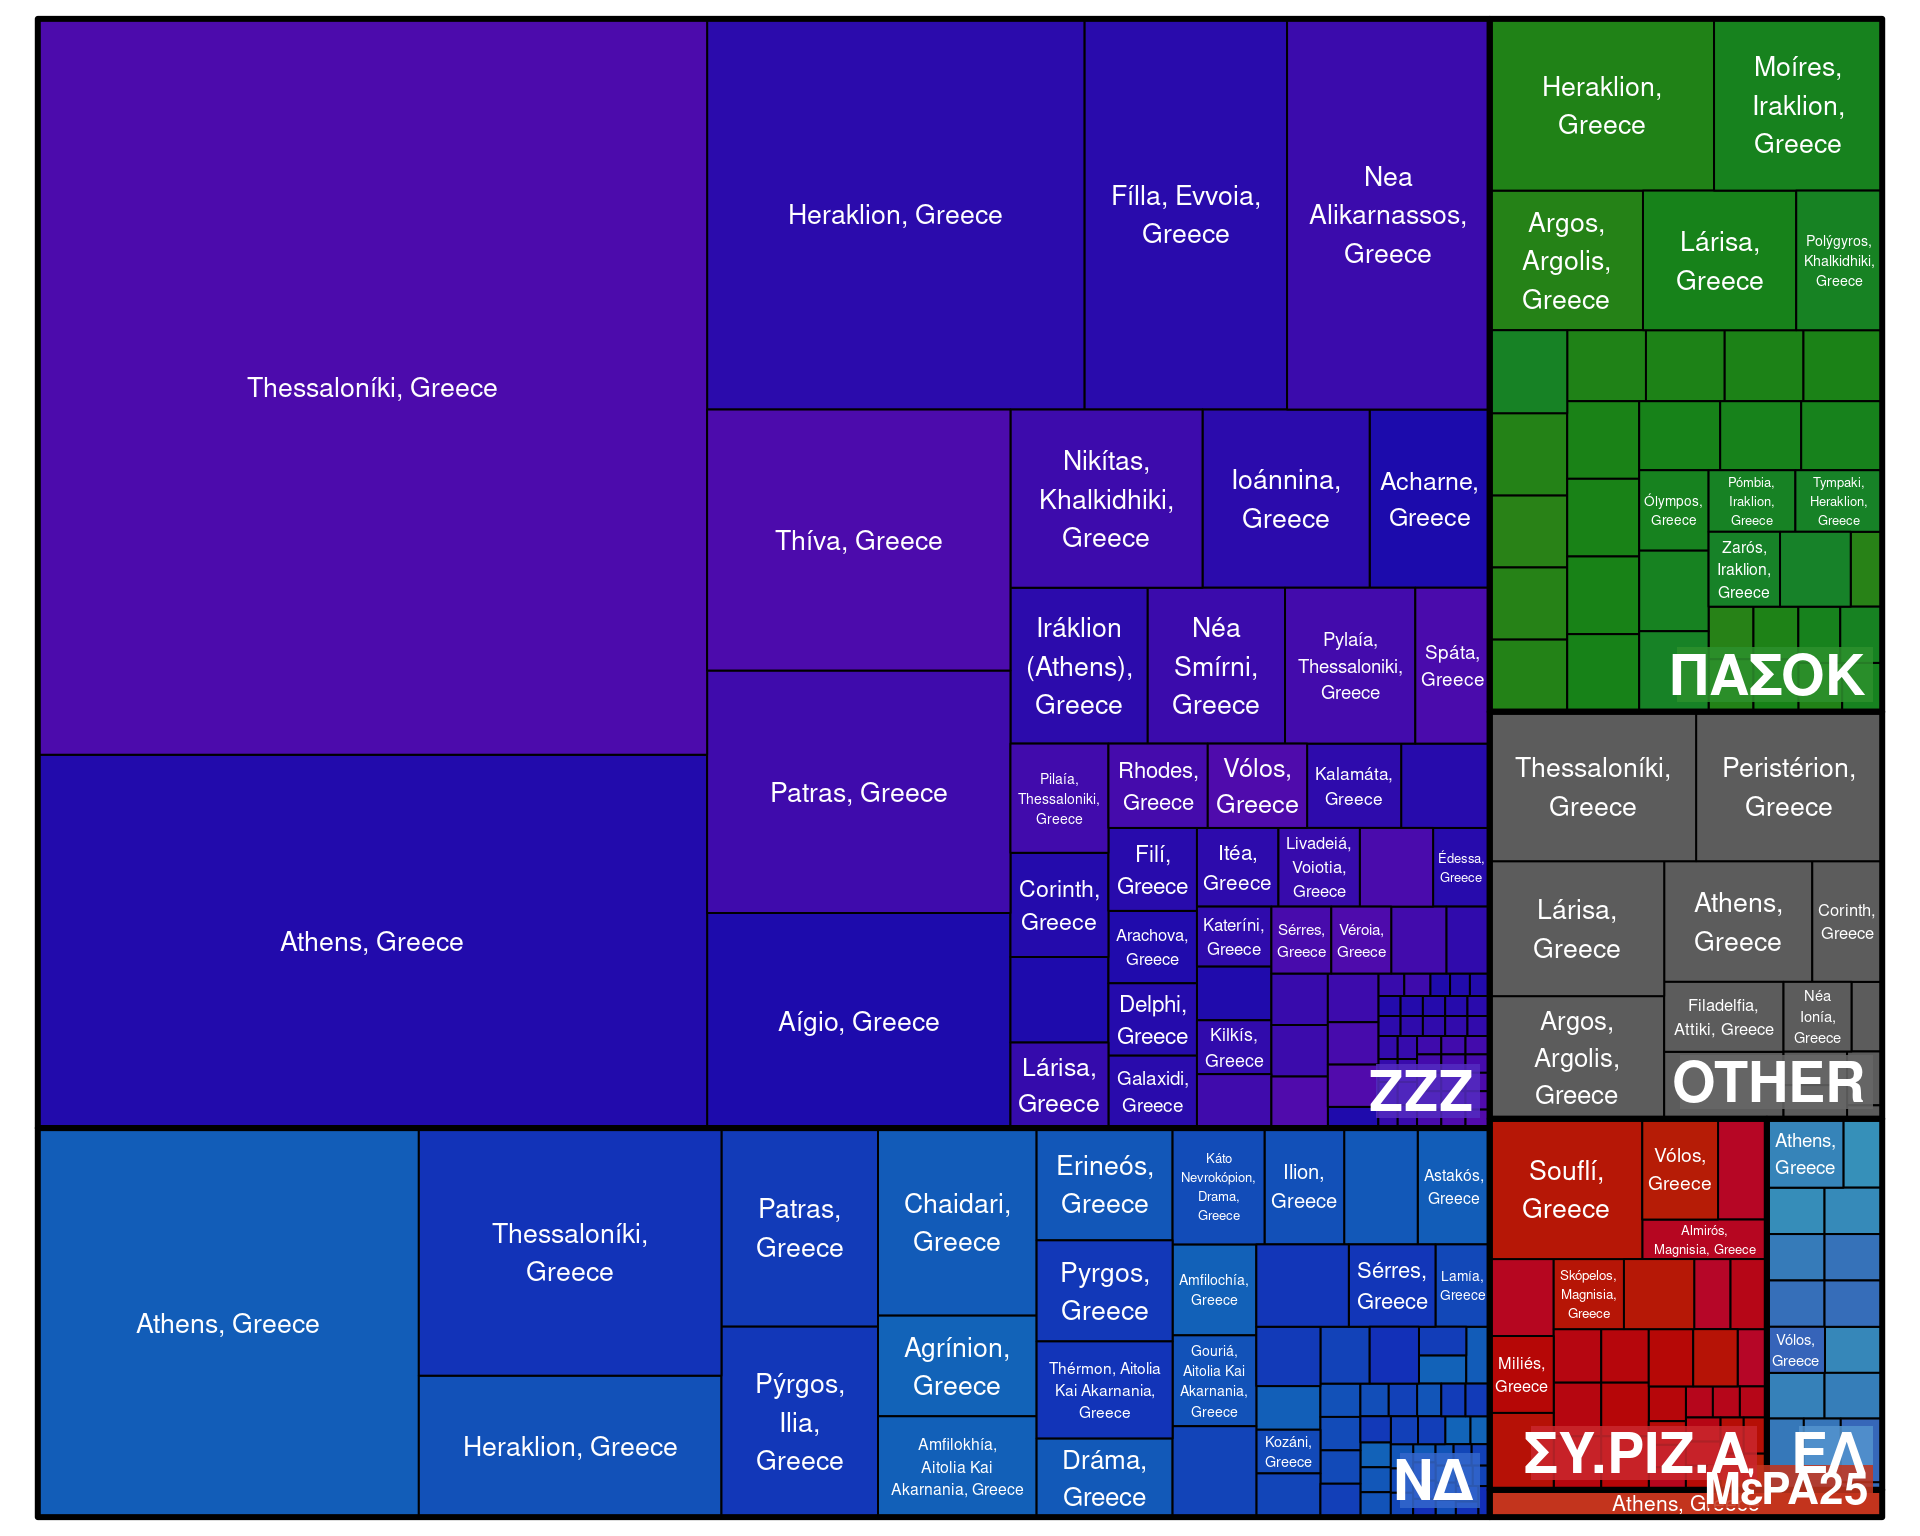 Thessaloníki, Greece
Athens, Greece
Heraklion, Greece
Fílla, Evvoia,
Greece
Nea
Alikarnassos,
Greece
Thíva, Greece
Patras, Greece
Aígio, Greece
Nikítas,
Khalkidhiki,
Greece
Ioánnina,
Greece
Acharne,
Greece
Iráklion
(Athens),
Greece
Néa
Smírni,
Greece
Pylaía,
Thessaloniki,
Greece
Spáta,
Greece
Pilaía,
Thessaloniki,
Greece
Rhodes,
Greece
Vólos,
Greece
Kalamáta,
Greece
Corinth,
Greece
Filí,
Greece
Itéa,
Greece
Livadeiá,
Voiotia,
Greece
Édessa,
Greece
Arachova,
Greece
Kateríni,
Greece
Sérres,
Greece
Véroia,
Greece
Delphi,
Greece
Kilkís,
Greece
Lárisa,
Greece
Galaxidi,
Greece
ZZZ
Athens, Greece
Thessaloníki,
Greece
Heraklion, Greece
Patras,
Greece
Pýrgos,
Ilia,
Greece
Chaidari,
Greece
Agrínion,
Greece
Amfilokhía,
Aitolia Kai
Akarnania, Greece
Erineós,
Greece
Pyrgos,
Greece
Thérmon, Aitolia
Kai Akarnania,
Greece
Dráma,
Greece
Káto
Nevrokópion,
Drama,
Greece
Ilion,
Greece
Astakós,
Greece
Amfilochía,
Greece
Sérres,
Greece
Lamía,
Greece
Gouriá,
Aitolia Kai
Akarnania,
Greece
Kozáni,
Greece
ΝΔ
Heraklion,
Greece
Moíres,
Iraklion,
Greece
Argos,
Argolis,
Greece
Lárisa,
Greece
Polýgyros,
Khalkidhiki,
Greece
Ólympos,
Greece
Pómbia,
Iraklion,
Greece
Tympaki,
Heraklion,
Greece
Zarós,
Iraklion,
Greece
ΠΑΣΟΚ
Thessaloníki,
Greece
Peristérion,
Greece
Lárisa,
Greece
Athens,
Greece
Corinth,
Greece
Argos,
Argolis,
Greece
Filadelfia,
Attiki, Greece
Néa
Ionía,
Greece
OTHER
Souflí,
Greece
Vólos,
Greece
Almirós,
Magnisia, Greece
Skópelos,
Magnisia,
Greece
Miliés,
Greece
ΣΥ.ΡΙΖ.Α.
Athens,
Greece
Vólos,
Greece
ΕΛ
Athens, Greece
ΜέΡΑ25